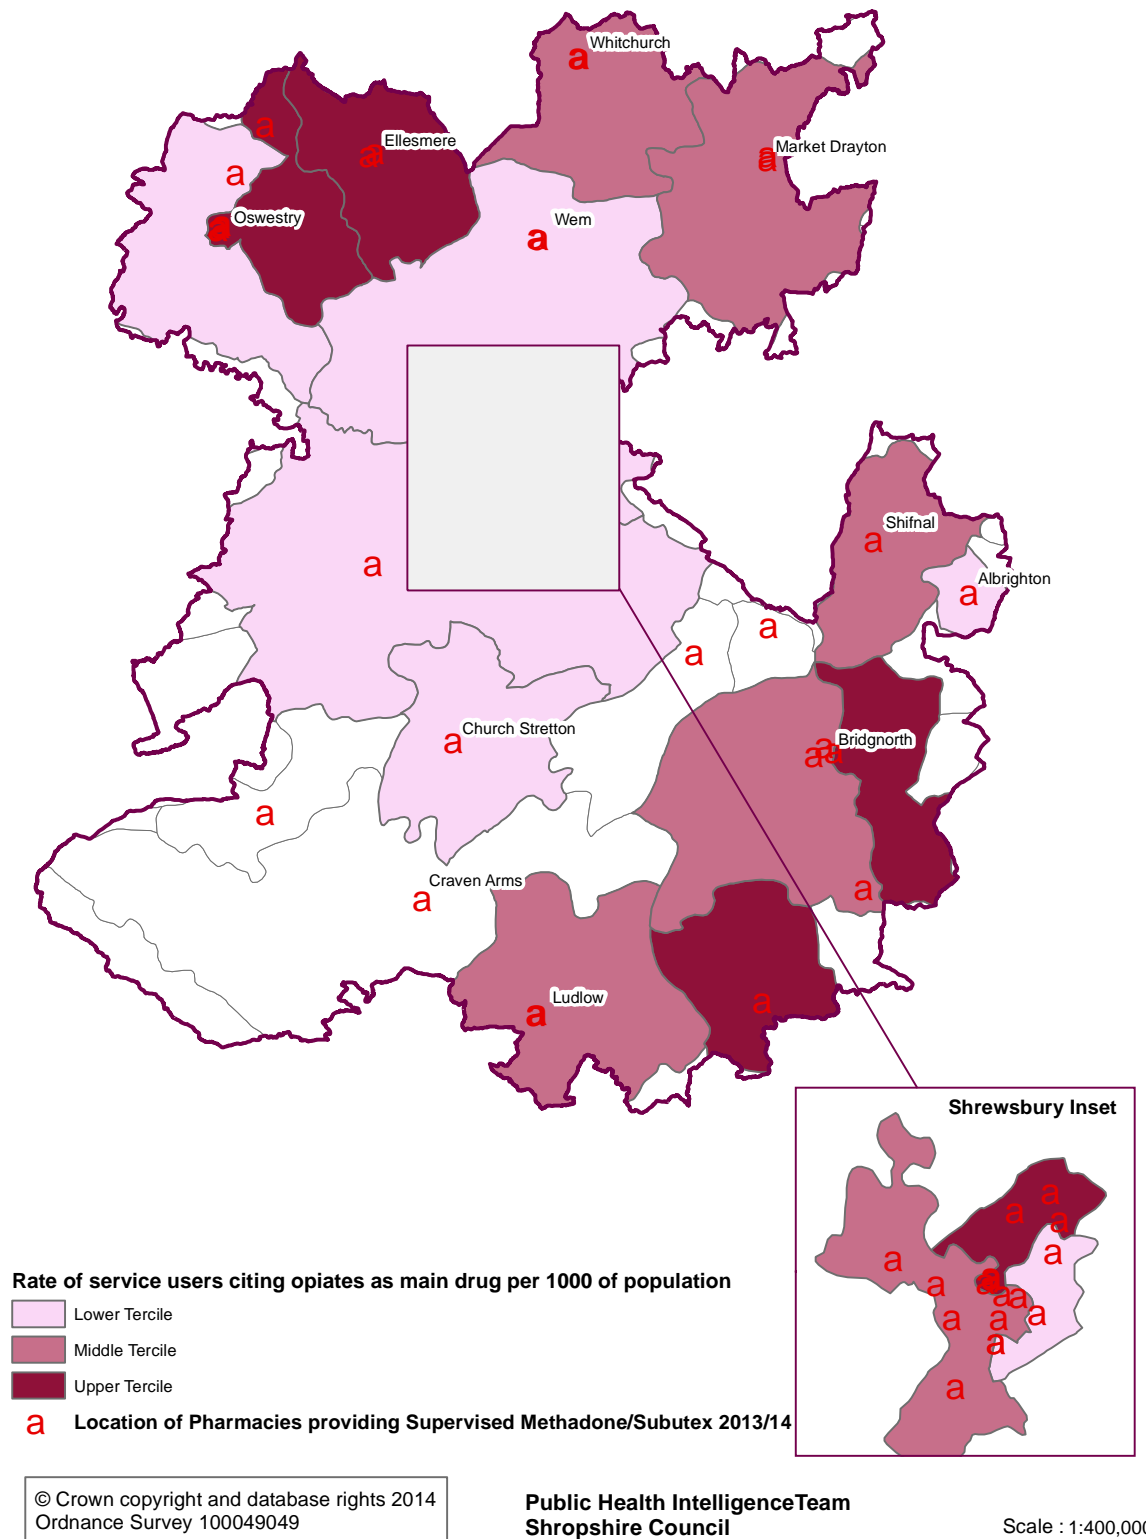 Whitchurch
Ellesmere
Market Drayton
Oswestry
Wem
Shifnal
Albrighton
Church Stretton
Bridgnorth
Craven Arms
Ludlow
Shrewsbury Inset
Rate of service users citing opiates as main drug per 1000 of population
Lower Tercile
Middle Tercile
Upper Tercile
a Location of Pharmacies providing Supervised Methadone/Subutex 2013/14
© Crown copyright and database rights 2014
Ordnance Survey 100049049
Public Health IntelligenceTeam
Shropshire Council
Scale : 1:400,000